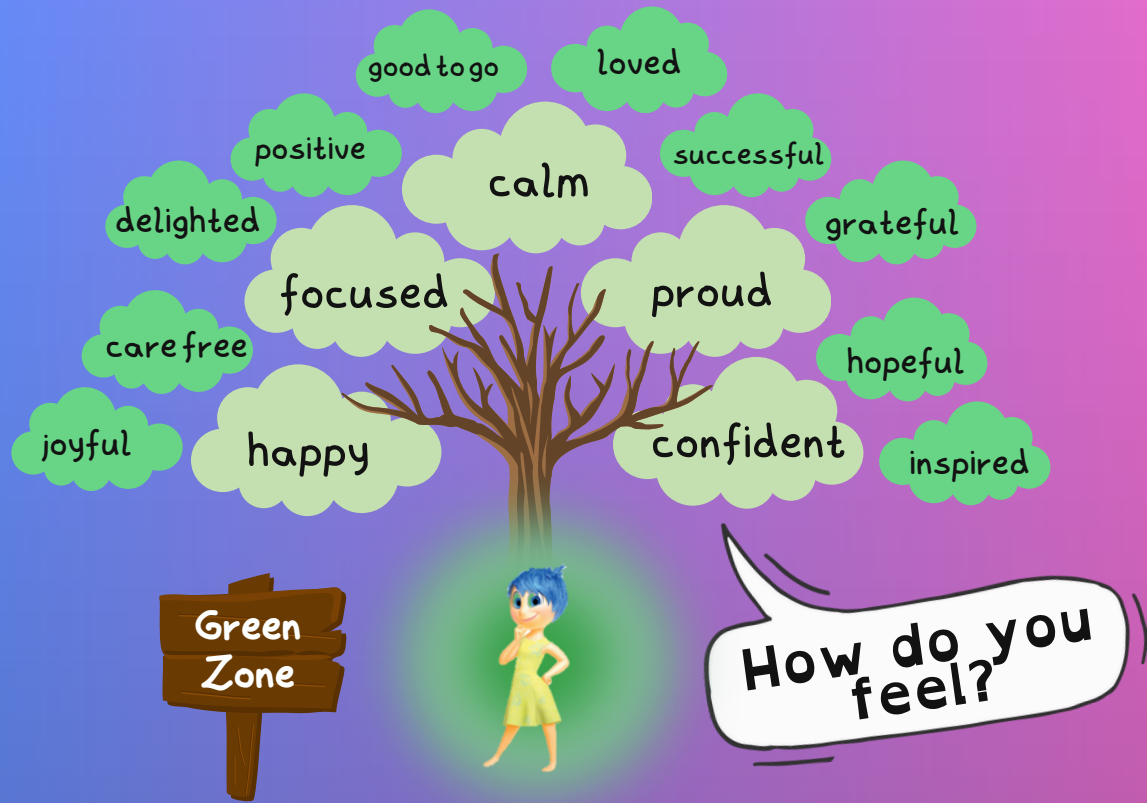 good to go
loved
positive
calm
successful
delighted
grateful
focused
proud
carefree
hopeful
joyful
happy
confident
inspired
Green
Zone
How do you
feel?